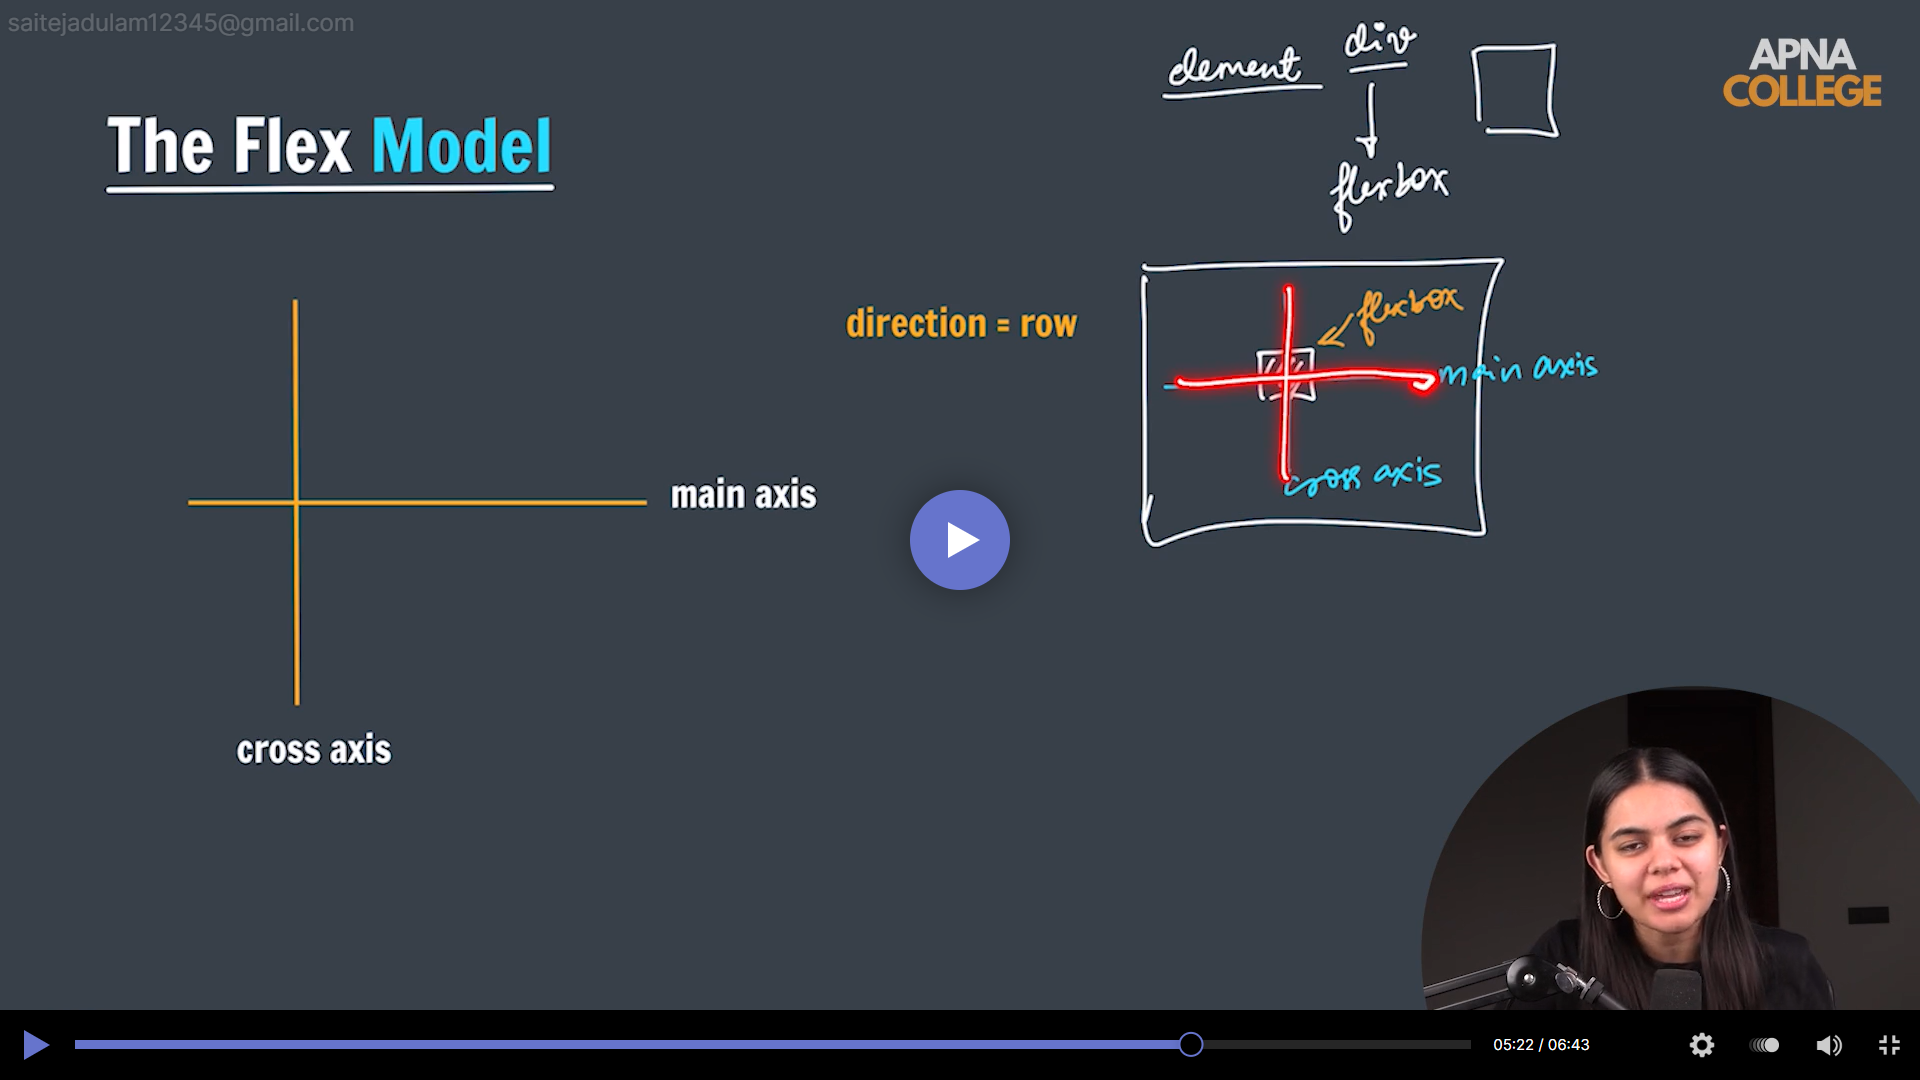 saitejadulam12345@gmail.com
element div
flexbox
APNA
COLLEGE
The Flex Model
direction = row
flexbox
main axis
cross axis
main axis
cross axis
05:22 / 06:43